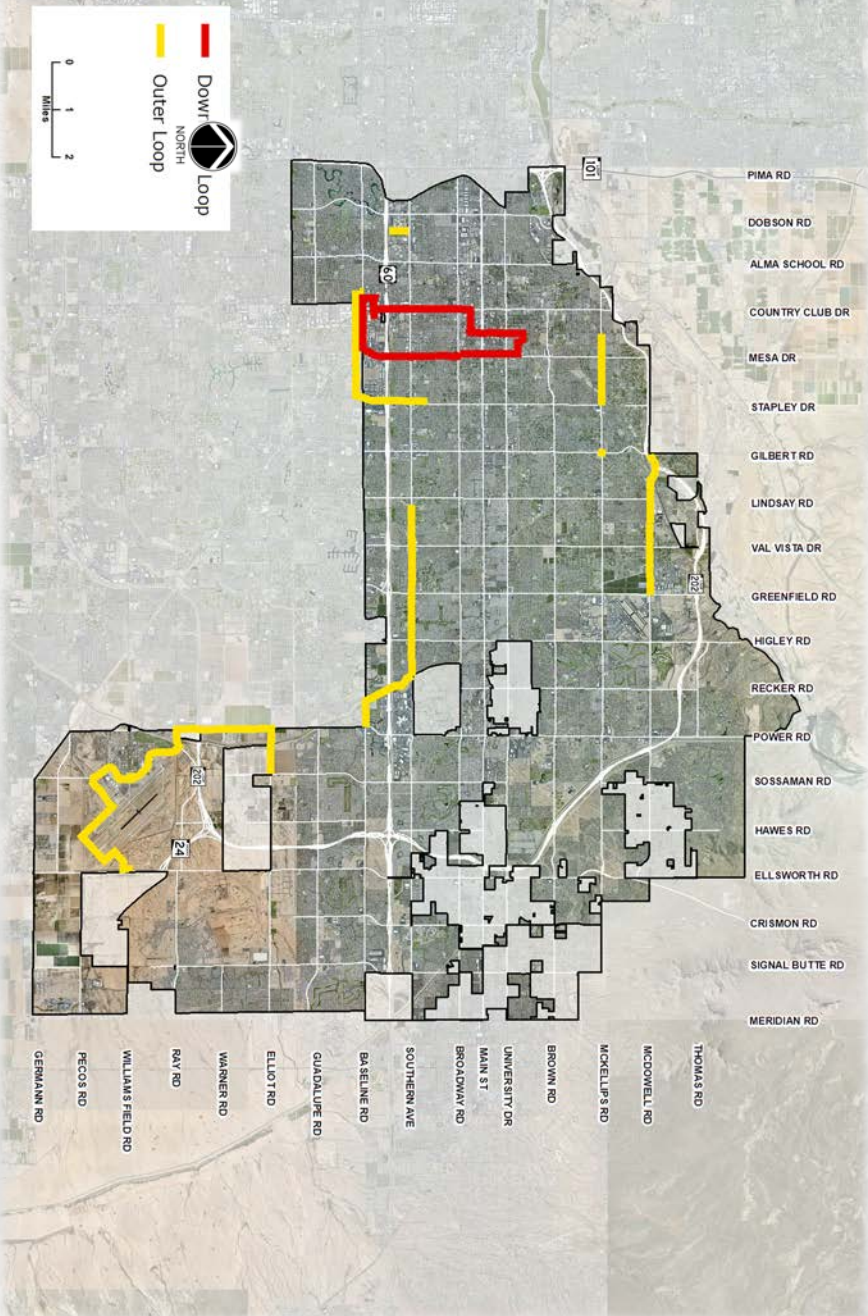 PIMA RD
DOBSON RD
ALMA SCHOOL RD
COUNTRY CLUB DR
MESA DR
STAPLEY DR
GILBERT RD
LINDSAY RD
VAL VISTA DR
GREENFIELD RD
HIGLEY RD
RECKER RD
POWER RD
SOSSAMAN RD
HAWES RD
ELLSWORTH RD
CRISMON RD
SIGNAL BUTTE RD
MERIDIAN RD
THOMAS RD
MCDOWELL RD
MCKELLIPS RD
BROWN RD
UNIVERSITY DR
MAIN ST
BROADWAY RD
SOUTHERN AVE
BASELINE RD
GUADALUPE RD
ELLIOT RD
WARNER RD
RAY RD
WILLIAMS FIELD RD
PECOS RD
GERMANN RD
101
60
202
202
24
Down Loop
Outer Loop
NORTH
0 1 2
Miles